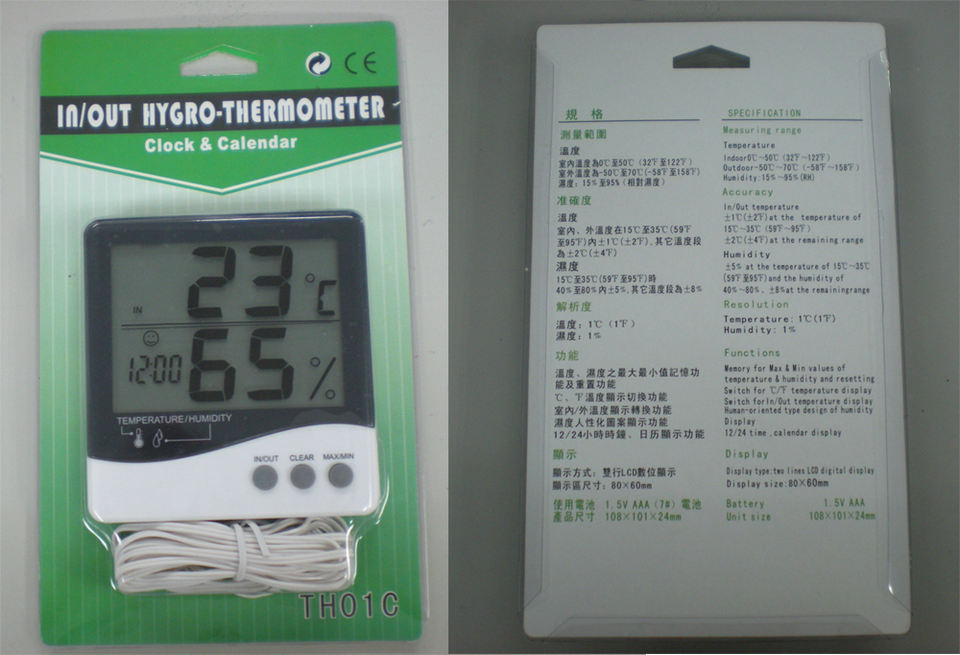 CE
IN/OUT HYGRO-THERMOMETER
Clock & Calendar
23 °C
IN
12:00 65 %
TEMPERATURE/HUMIDITY
IN/OUT CLEAR MAX/MIN
TH01C
規 格
測量範圍
溫度
室內溫度為0℃至50℃ (32℉至122℉)
室外溫度為-50℃至70℃(-58℉至158℉)
濕度: 15%至95% (相對濕度)
准確度
溫度
室內、外溫度在15℃至35℃(59℉
至95℉)內±1℃(±2℉), 其它溫度段
為±2℃(±4℉)
濕度
15℃至35℃(59℉至95℉)時
40%至80%內±5%, 其它溫度段為±8%
解析度
溫度: 1℃ (1℉)
濕度: 1%
功能
溫度、濕度之最大最小值記憶功
能及重置功能
℃、℉溫度顯示切換功能
室內/外溫度顯示轉換功能
濕度人性化圖案顯示功能
12/24小時時鐘、日历顯示功能
顯示
顯示方式: 雙行LCD數位顯示
顯示區尺寸: 80×60mm
使用電池 1.5V AAA (7#) 電池
產品尺寸 108×101×24mm
SPECIFICATION
Measuring range
Temperature
Indoor0℃~50℃ (32℉~122℉)
Outdoor-50℃~70℃ (-58℉~158℉)
Humidity:15%~95%(RH)
Accuracy
In/Out temperature
±1℃(±2℉)at the temperature of
15℃~35℃ (59℉~95℉)
±2℃(±4℉)at the remaining range
Humidity
±5% at the temperature of 15℃~35℃
(59℉至95℉)and the humidity of
40%~80%, ±8%at the remainingrange
Resolution
Temperature: 1℃(1℉)
Humidity: 1%
Functions
Memory for Max & Min values of
temperature & humidity and resetting
Switch for ℃/℉ temperature display
Switch forIn/Out temperature display
Human-oriented type design of humidity
Display
12/24 time, calendar display
Display
Display type:two lines LCD digital display
Display size:80×60mm
Battery 1.5V AAA
Unit size 108×101×24mm